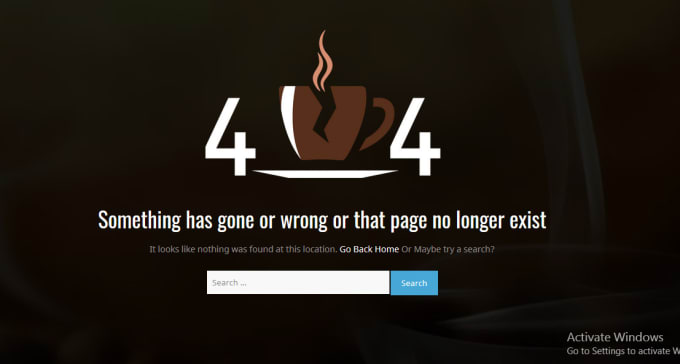 4 4
Something has gone or wrong or that page no longer exist
It looks like nothing was found at this location. Go Back Home Or Maybe try a search?
Search ... Search
Activate Windows
Go to Settings to activate W